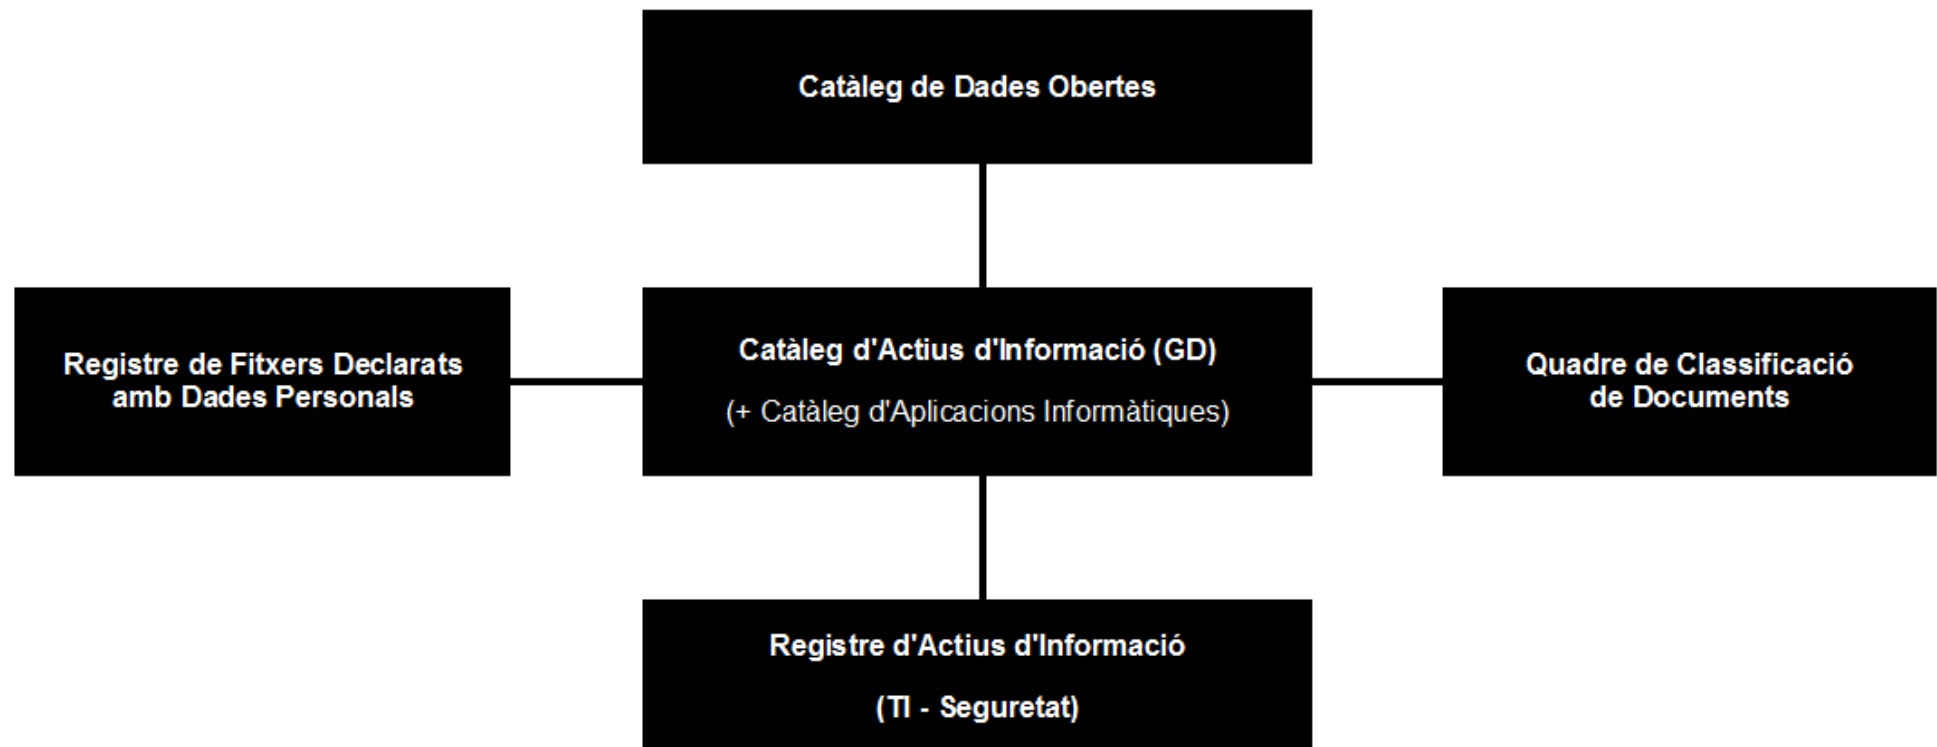 Catàleg de Dades Obertes
Registre de Fitxers Declarats
amb Dades Personals
Catàleg d'Actius d'Informació (GD)
(+ Catàleg d'Aplicacions Informàtiques)
Quadre de Classificació
de Documents
Registre d'Actius d'Informació
(TI - Seguretat)